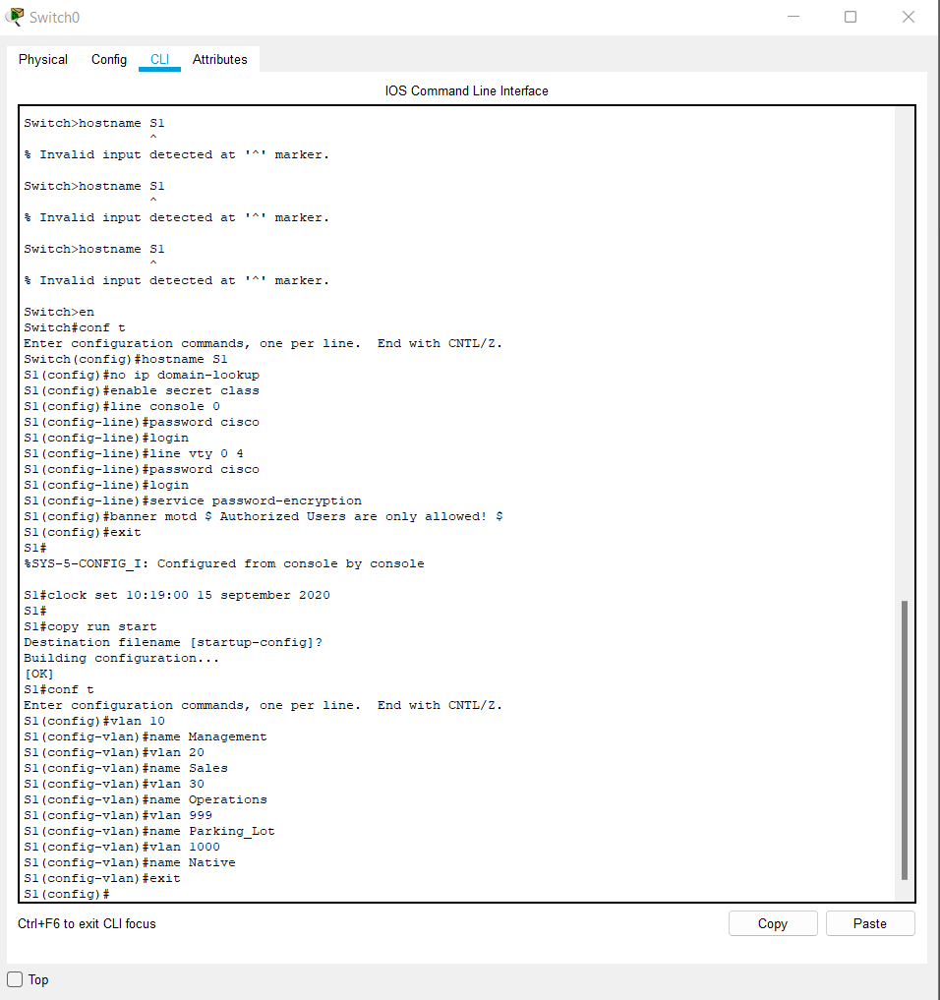 Switch0
Physical Config CLI Attributes
IOS Command Line Interface
Switch>hostname S1
^
% Invalid input detected at '^' marker.
Switch>hostname S1
^
% Invalid input detected at '^' marker.
Switch>hostname S1
^
% Invalid input detected at '^' marker.
Switch>en
Switch#conf t
Enter configuration commands, one per line.  End with CNTL/Z.
Switch(config)#hostname S1
S1(config)#no ip domain-lookup
S1(config)#enable secret class
S1(config)#line console 0
S1(config-line)#password cisco
S1(config-line)#login
S1(config-line)#line vty 0 4
S1(config-line)#password cisco
S1(config-line)#login
S1(config-line)#service password-encryption
S1(config)#banner motd $ Authorized Users are only allowed! $
S1(config)#exit
S1#
%SYS-5-CONFIG_I: Configured from console by console
S1#clock set 10:19:00 15 september 2020
S1#
S1#copy run start
Destination filename [startup-config]?
Building configuration...
[OK]
S1#conf t
Enter configuration commands, one per line.  End with CNTL/Z.
S1(config)#vlan 10
S1(config-vlan)#name Management
S1(config-vlan)#vlan 20
S1(config-vlan)#name Sales
S1(config-vlan)#vlan 30
S1(config-vlan)#name Operations
S1(config-vlan)#vlan 999
S1(config-vlan)#name Parking_Lot
S1(config-vlan)#vlan 1000
S1(config-vlan)#name Native
S1(config-vlan)#exit
S1(config)#
Ctrl+F6 to exit CLI focus
Copy Paste
Top